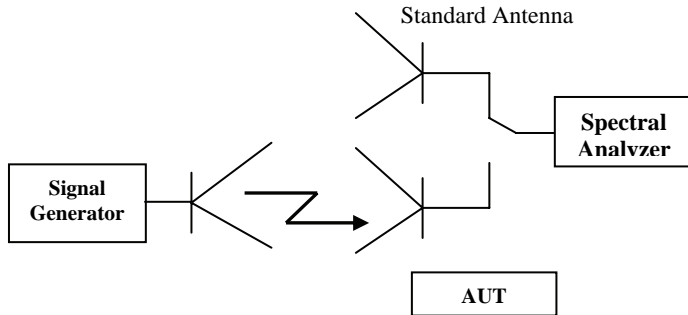 Standard Antenna
Spectral
Analyzer
Signal
Generator
AUT